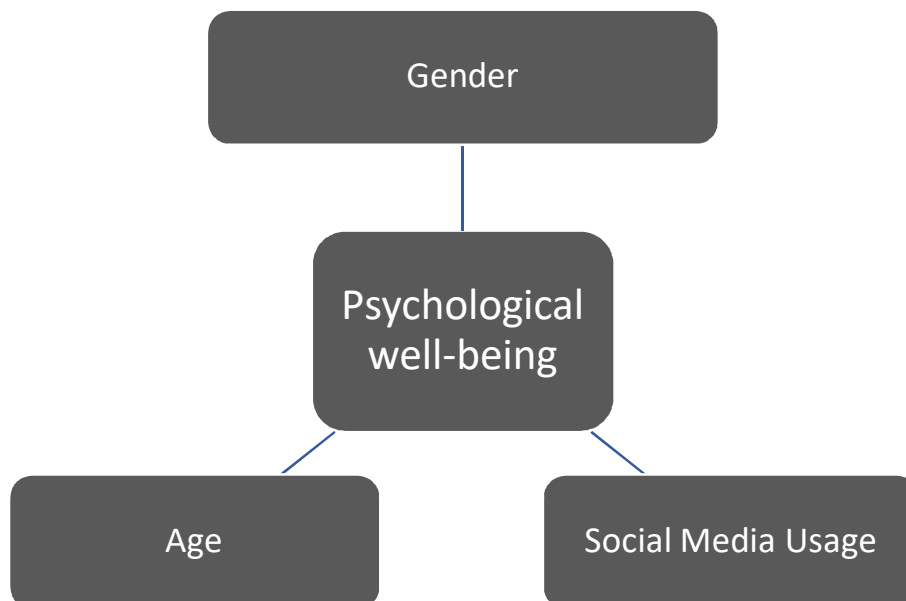 Gender
Psychological
well-being
Age
Social Media Usage